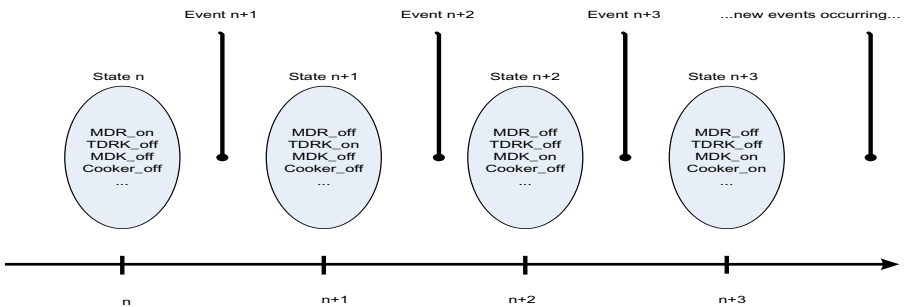 Event n+1
Event n+2
Event n+3
...new events occurring...
State n
State n+1
State n+2
State n+3
MDR_on
TDRK_off
MDK_off
Cooker_off
...
MDR_off
TDRK_on
MDK_off
Cooker_off
...
MDR_off
TDRK_off
MDK_on
Cooker_off
...
MDR_off
TDRK_off
MDK_on
Cooker_on
...
n
n+1
n+2
n+3